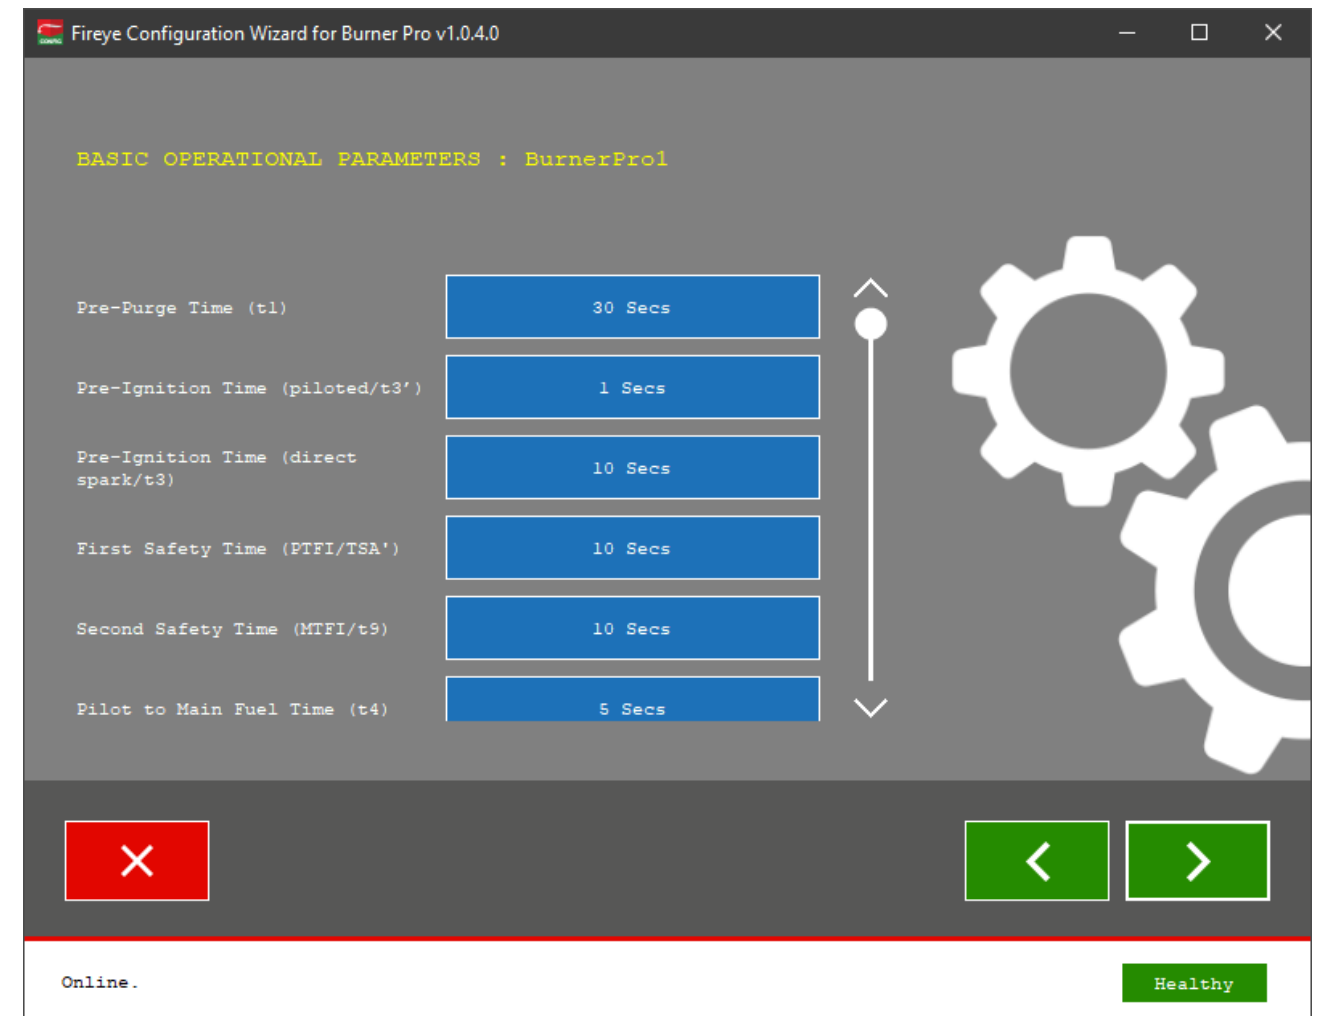 Fireye Configuration Wizard for Burner Pro v1.0.4.0
BASIC OPERATIONAL PARAMETERS : BurnerPro1
Pre-Purge Time (t1)
30 Secs
Pre-Ignition Time (piloted/t3')
1 Secs
Pre-Ignition Time (direct
spark/t3)
10 Secs
First Safety Time (PTFI/TSA')
10 Secs
Second Safety Time (MTFI/t9)
10 Secs
Pilot to Main Fuel Time (t4)
5 Secs
Online.
Healthy